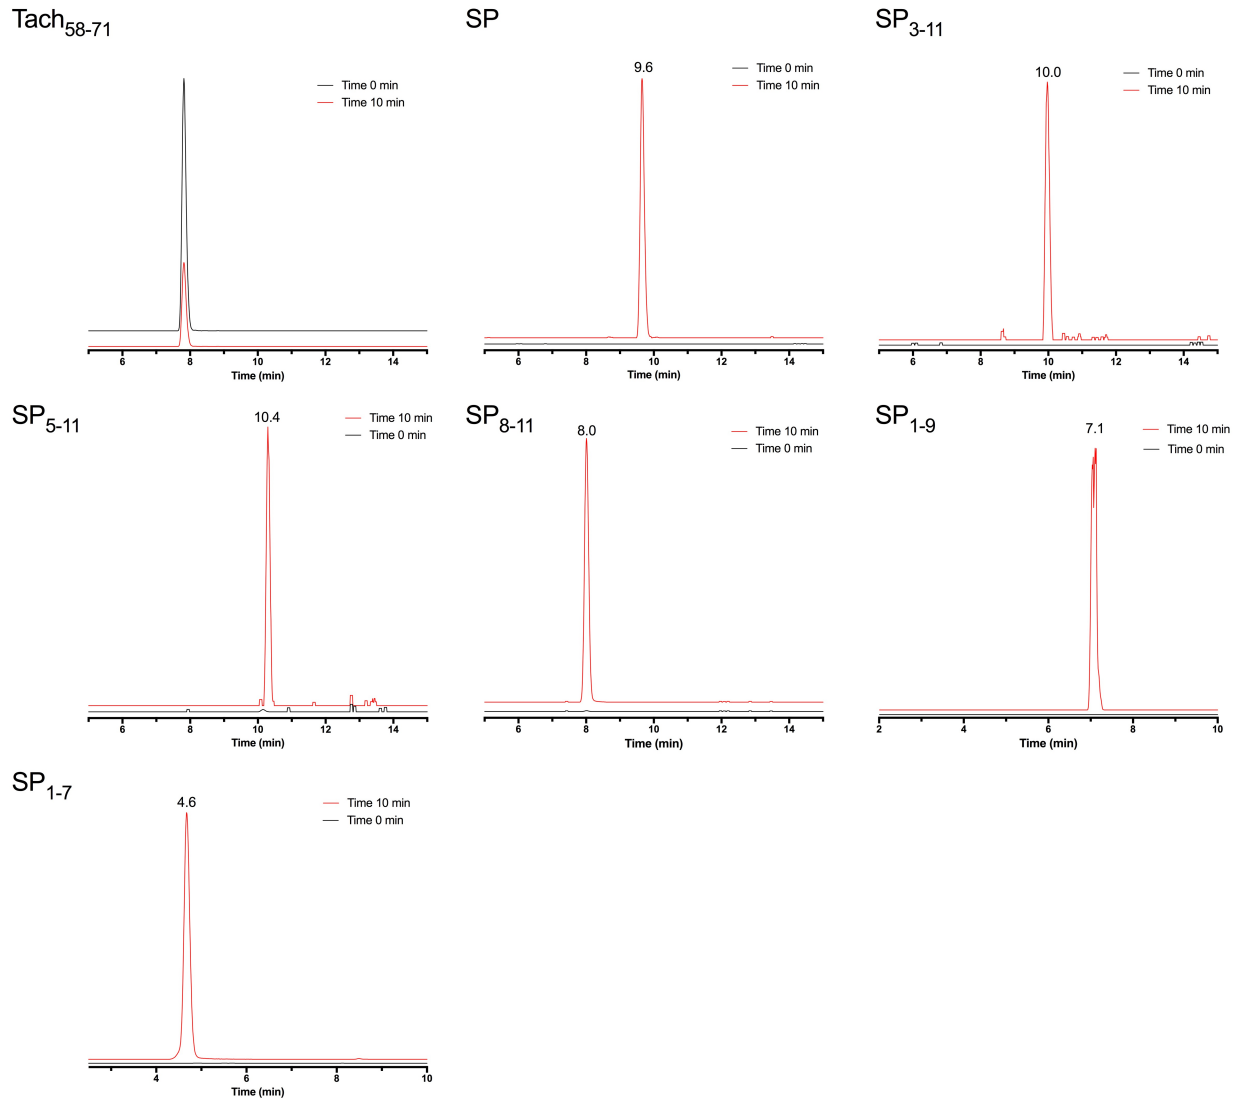 Tach58-71
Time 0 min
Time 10 min
6 8 10 12 14
Time (min)
SP
9.6
Time 0 min
Time 10 min
6 8 10 12 14
Time (min)
SP3-11
10.0
Time 0 min
Time 10 min
6 8 10 12 14
Time (min)
SP5-11
10.4
Time 10 min
Time 0 min
6 8 10 12 14
Time (min)
SP8-11
8.0
Time 10 min
Time 0 min
6 8 10 12 14
Time (min)
SP1-9
7.1
Time 10 min
Time 0 min
2 4 6 8 10
Time (min)
SP1-7
4.6
Time 10 min
Time 0 min
4 6 8 10
Time (min)